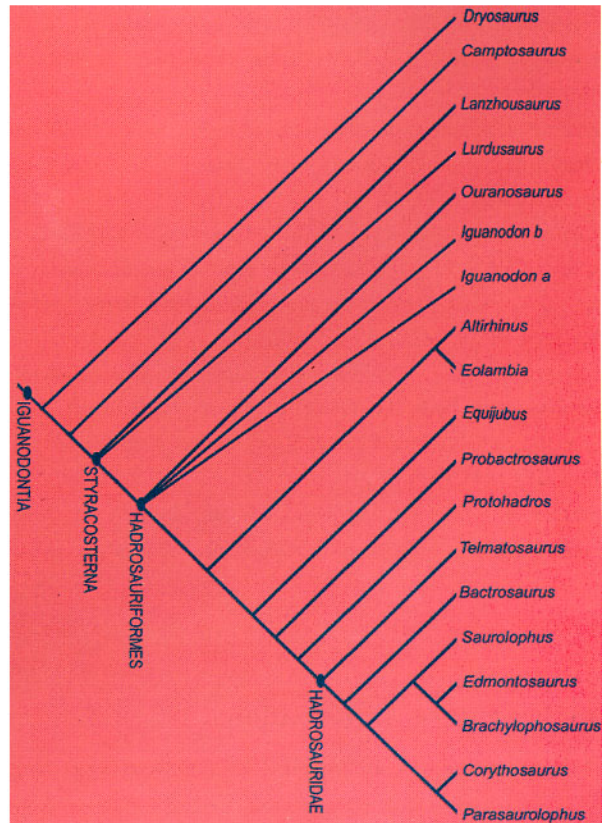 Dryosaurus
Camptosaurus
Lanzhousaurus
Lurdusaurus
Ouranosaurus
Iguanodon b
Iguanodon a
Altirhinus
Eolambia
Equijubus
Probactrosaurus
Protohadros
Telmatosaurus
Bactrosaurus
Saurolophus
Edmontosaurus
Brachylophosaurus
Corythosaurus
Parasaurolophus
IGUANODONTIA
STYRACOSTERNA
HADROSAURIFORMES
HADROSAURIDAE